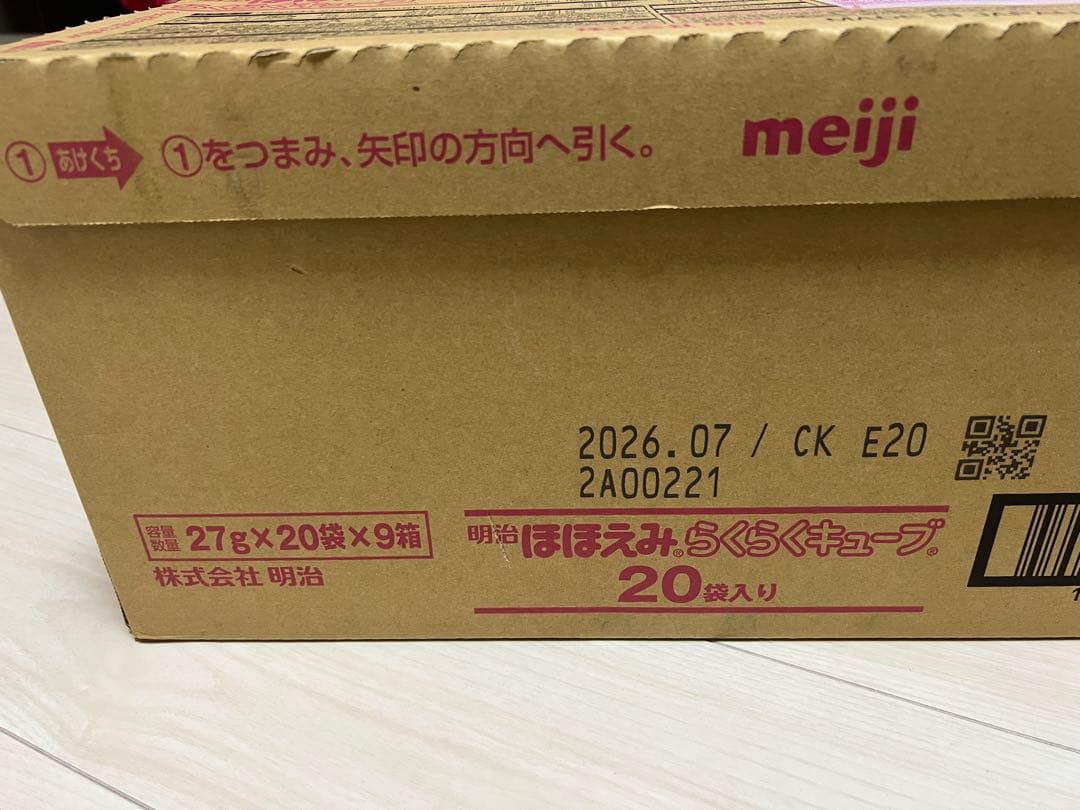 ① あけくち ①をつまみ、矢印の方向へ引く。 meiji
2026.07 / CK E20
2A00221
容量数量 27g×20袋×9箱
株式会社 明治
明治ほほえみ®らくらくキューブ®
20袋入り